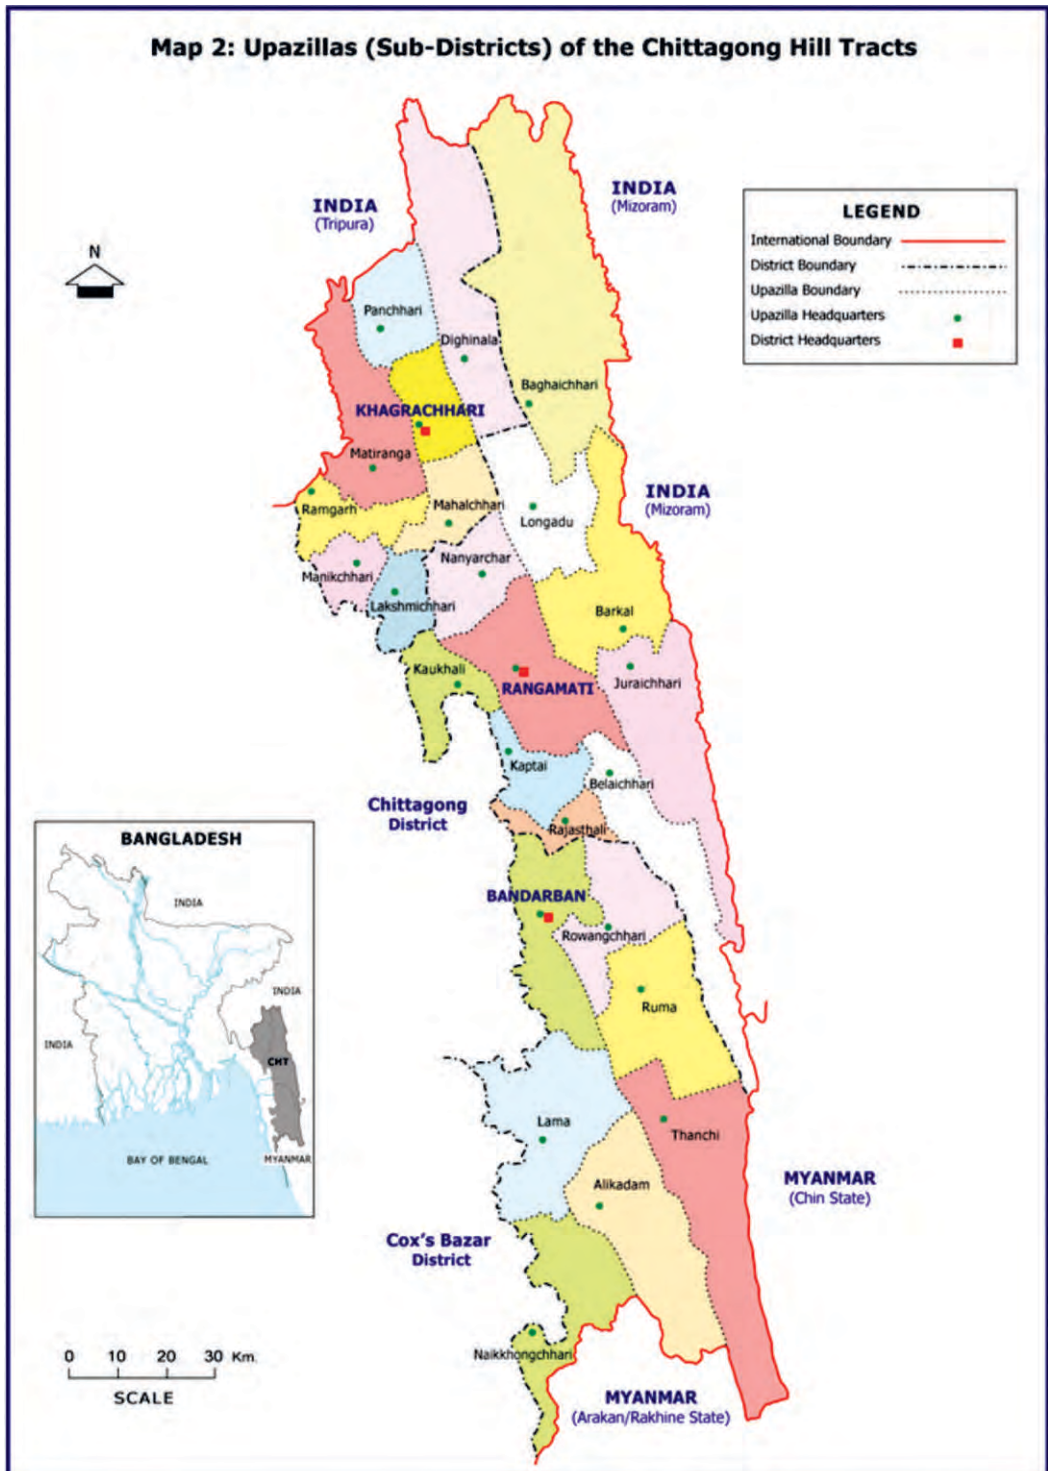 Map 2: Upazillas (Sub-Districts) of the Chittagong Hill Tracts
INDIA
(Tripura)
INDIA
(Mizoram)
N
LEGEND
International Boundary
District Boundary
Upazilla Boundary
Upazilla Headquarters
District Headquarters
Panchhari
Dighinala
Baghaichhari
KHAGRACHHARI
Matiranga
INDIA
(Mizoram)
Ramgarh
Mahalchhari
Longadu
Nanyarchar
Manikchhari
Lakshmichhari
Barkal
Kaukhali
Juraichhari
RANGAMATI
Kaptai
Belaichhari
Chittagong
District
Rajasthali
BANDARBAN
Rowangchhari
Ruma
Lama
Thanchi
MYANMAR
(Chin State)
Alikadam
Cox's Bazar
District
Naikkhongchhari
MYANMAR
(Arakan/Rakhine State)
BANGLADESH
INDIA
INDIA
INDIA
CHT
BAY OF BENGAL
MYANMAR
0 10 20 30 Km.
SCALE